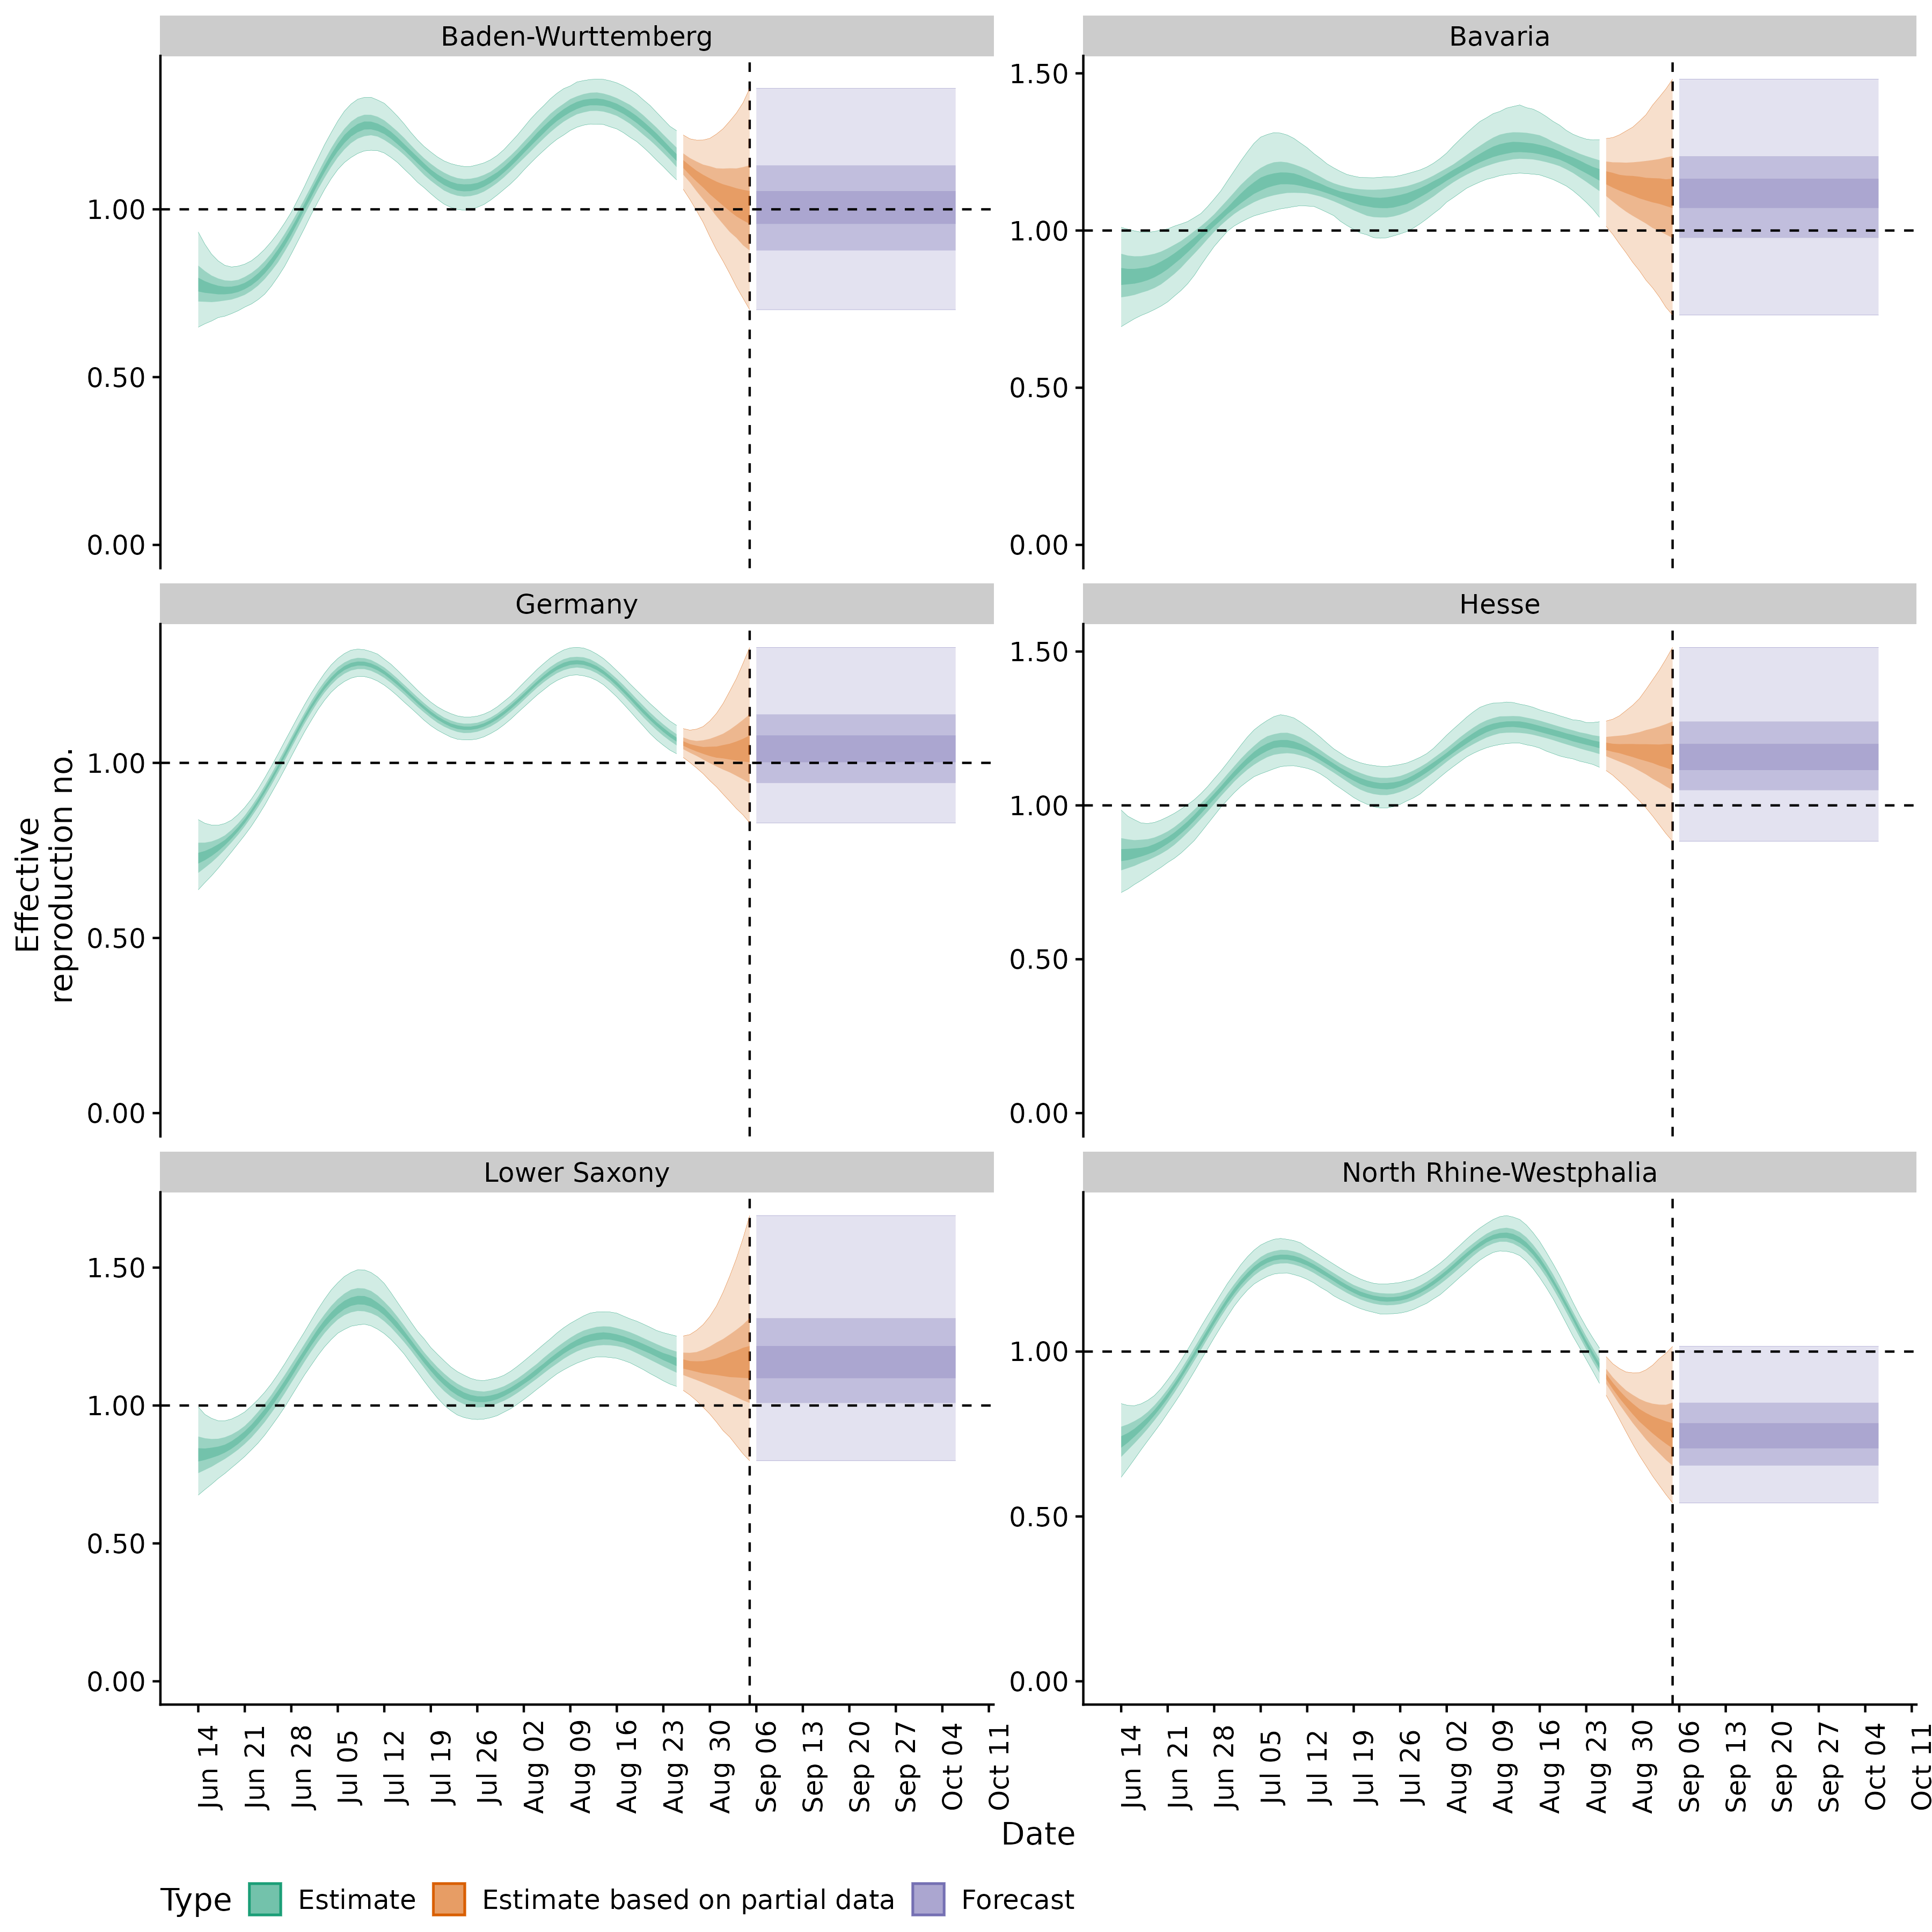 Baden-Wurttemberg
Bavaria
1.00
0.50
0.00
1.50
1.00
0.50
0.00
Germany
Hesse
1.00
0.50
0.00
1.50
1.00
0.50
0.00
Effective
reproduction no.
Lower Saxony
North Rhine-Westphalia
1.50
1.00
0.50
0.00
1.00
0.50
0.00
Jun 14
Jun 21
Jun 28
Jul 05
Jul 12
Jul 19
Jul 26
Aug 02
Aug 09
Aug 16
Aug 23
Aug 30
Sep 06
Sep 13
Sep 20
Sep 27
Oct 04
Oct 11
Jun 14
Jun 21
Jun 28
Jul 05
Jul 12
Jul 19
Jul 26
Aug 02
Aug 09
Aug 16
Aug 23
Aug 30
Sep 06
Sep 13
Sep 20
Sep 27
Oct 04
Oct 11
Date
Type Estimate Estimate based on partial data Forecast